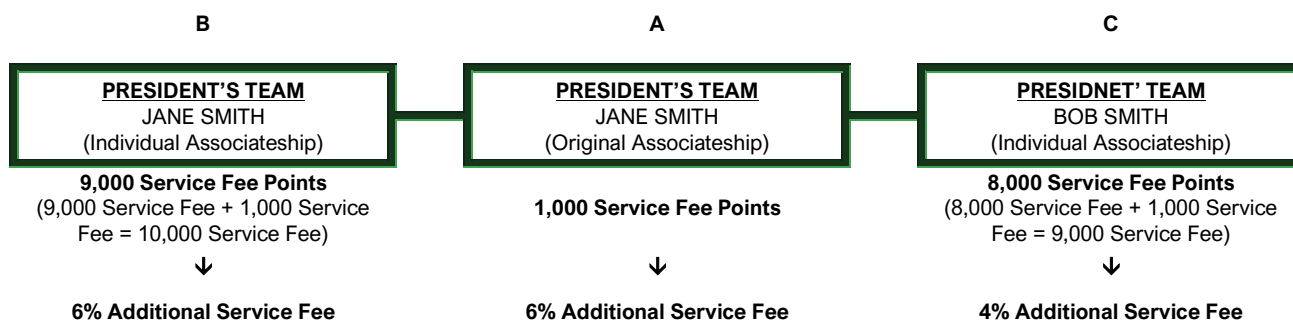 B
PRESIDENT'S TEAM
JANE SMITH
(Individual Associateship)
9,000 Service Fee Points
(9,000 Service Fee + 1,000 Service
Fee = 10,000 Service Fee)
6% Additional Service Fee
A
PRESIDENT'S TEAM
JANE SMITH
(Original Associateship)
1,000 Service Fee Points
6% Additional Service Fee
C
PRESIDNET' TEAM
BOB SMITH
(Individual Associateship)
8,000 Service Fee Points
(8,000 Service Fee + 1,000 Service
Fee = 9,000 Service Fee)
4% Additional Service Fee